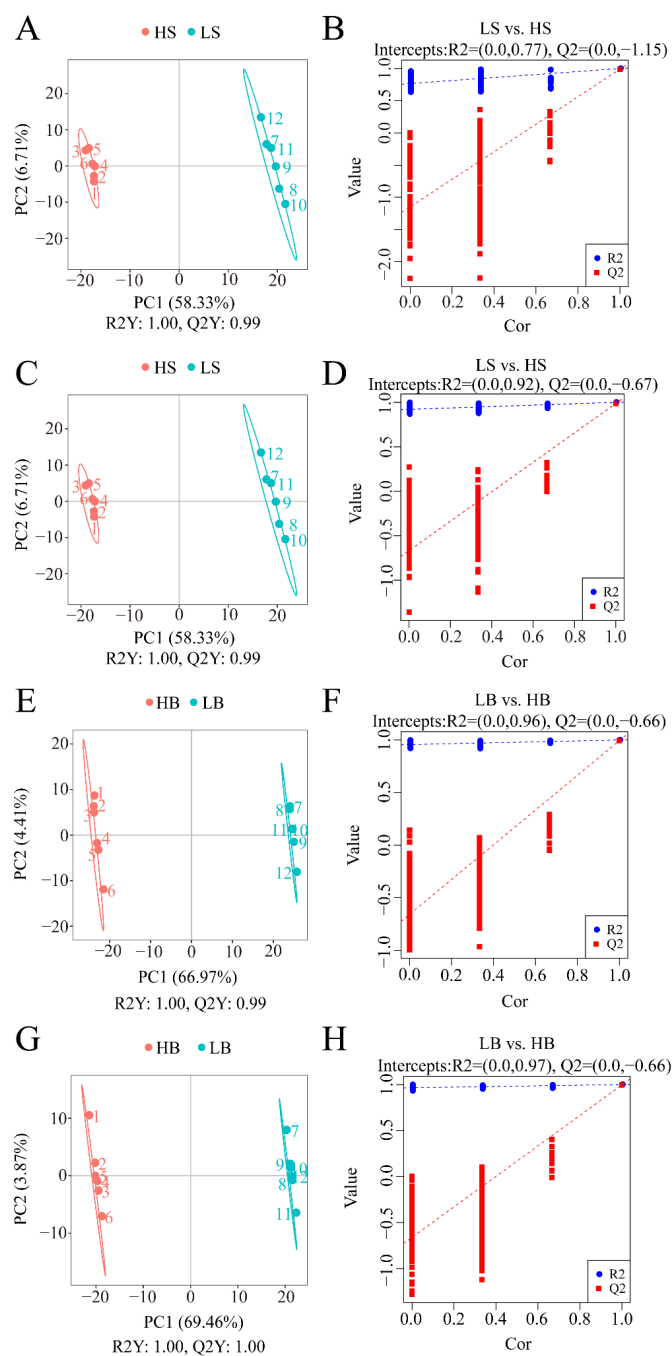 A
HS LS
PC2 (6.71%)
20
10
0
−10
−20
12
7
11
9
8
10
3
5
6
4
2
1
−20 −10 0 10 20
PC1 (58.33%)
R2Y: 1.00, Q2Y: 0.99
B
LS vs. HS
Intercepts:R2=(0.0,0.77), Q2=(0.0,−1.15)
Value
1.0
0.5
0.0
−1.0
−2.0
R2
Q2
0.0 0.2 0.4 0.6 0.8 1.0
Cor
C
HS LS
PC2 (6.71%)
20
10
0
−10
−20
12
7
11
9
8
10
3
5
6
4
2
1
−20 −10 0 10 20
PC1 (58.33%)
R2Y: 1.00, Q2Y: 0.99
D
LS vs. HS
Intercepts:R2=(0.0,0.92), Q2=(0.0,−0.67)
Value
1.0
0.5
0.0
−0.5
−1.0
R2
Q2
0.0 0.2 0.4 0.6 0.8 1.0
Cor
E
HB LB
PC2 (4.41%)
20
10
0
−10
−20
1
2
3
4
5
6
8
7
11
10
9
12
−20 −10 0 10 20
PC1 (66.97%)
R2Y: 1.00, Q2Y: 0.99
F
LB vs. HB
Intercepts:R2=(0.0,0.96), Q2=(0.0,−0.66)
Value
1.0
0.5
0.0
−0.5
−1.0
R2
Q2
0.0 0.2 0.4 0.6 0.8 1.0
Cor
G
HB LB
PC2 (3.87%)
10
0
−10
1
2
5
4
3
6
7
9
10
12
8
11
−20 −10 0 10 20
PC1 (69.46%)
R2Y: 1.00, Q2Y: 1.00
H
LB vs. HB
Intercepts:R2=(0.0,0.97), Q2=(0.0,−0.66)
Value
1.0
0.5
0.0
−1.0
R2
Q2
0.0 0.2 0.4 0.6 0.8 1.0
Cor